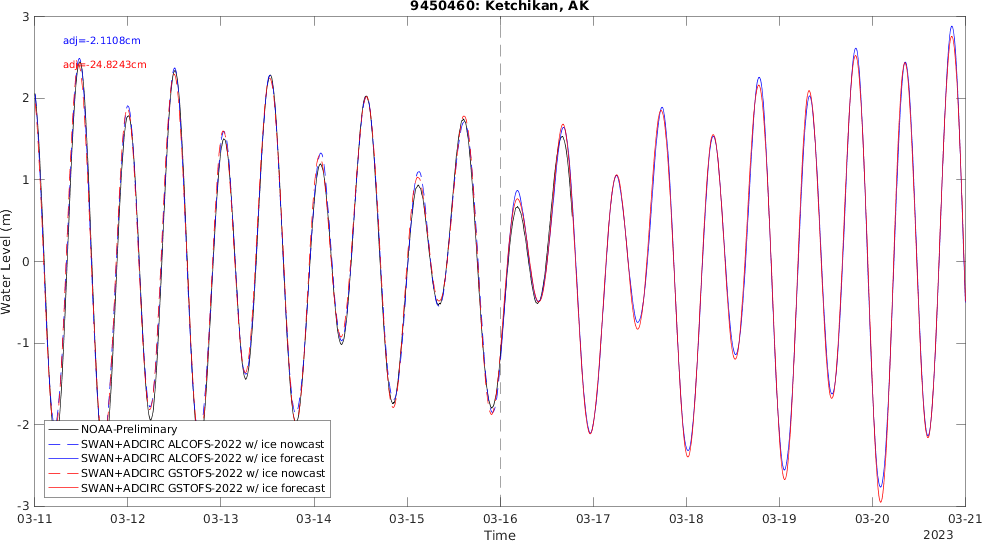 9450460: Ketchikan, AK
adj=-2.1108cm
adj=-24.8243cm
Water Level (m)
3
2
1
0
-1
-2
-3
NOAA-Preliminary
SWAN+ADCIRC ALCOFS-2022 w/ ice nowcast
SWAN+ADCIRC ALCOFS-2022 w/ ice forecast
SWAN+ADCIRC GSTOFS-2022 w/ ice nowcast
SWAN+ADCIRC GSTOFS-2022 w/ ice forecast
03-11 03-12 03-13 03-14 03-15 03-16 03-17 03-18 03-19 03-20 03-21
Time
2023